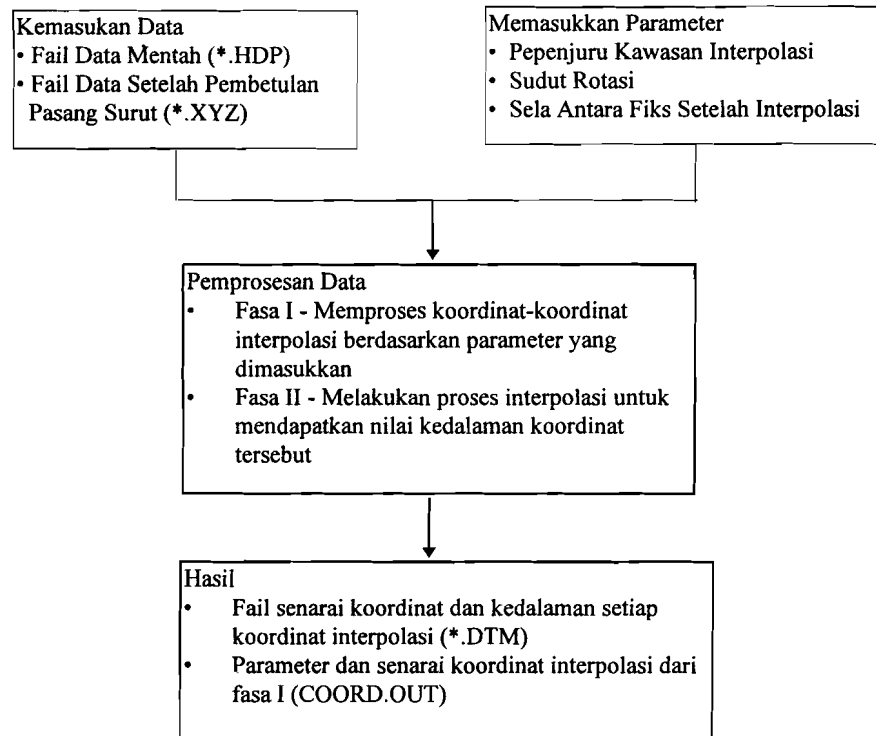 Kemasukan Data
• Fail Data Mentah (*.HDP)
• Fail Data Setelah Pembetulan
Pasang Surut (*.XYZ)
Memasukkan Parameter
• Pepenjuru Kawasan Interpolasi
• Sudut Rotasi
• Sela Antara Fiks Setelah Interpolasi
Pemprosesan Data
• Fasa I - Memproses koordinat-koordinat
interpolasi berdasarkan parameter yang
dimasukkan
• Fasa II - Melakukan proses interpolasi untuk
mendapatkan nilai kedalaman koordinat
tersebut
Hasil
• Fail senarai koordinat dan kedalaman setiap
koordinat interpolasi (*.DTM)
• Parameter dan senarai koordinat interpolasi dari
fasa I (COORD.OUT)